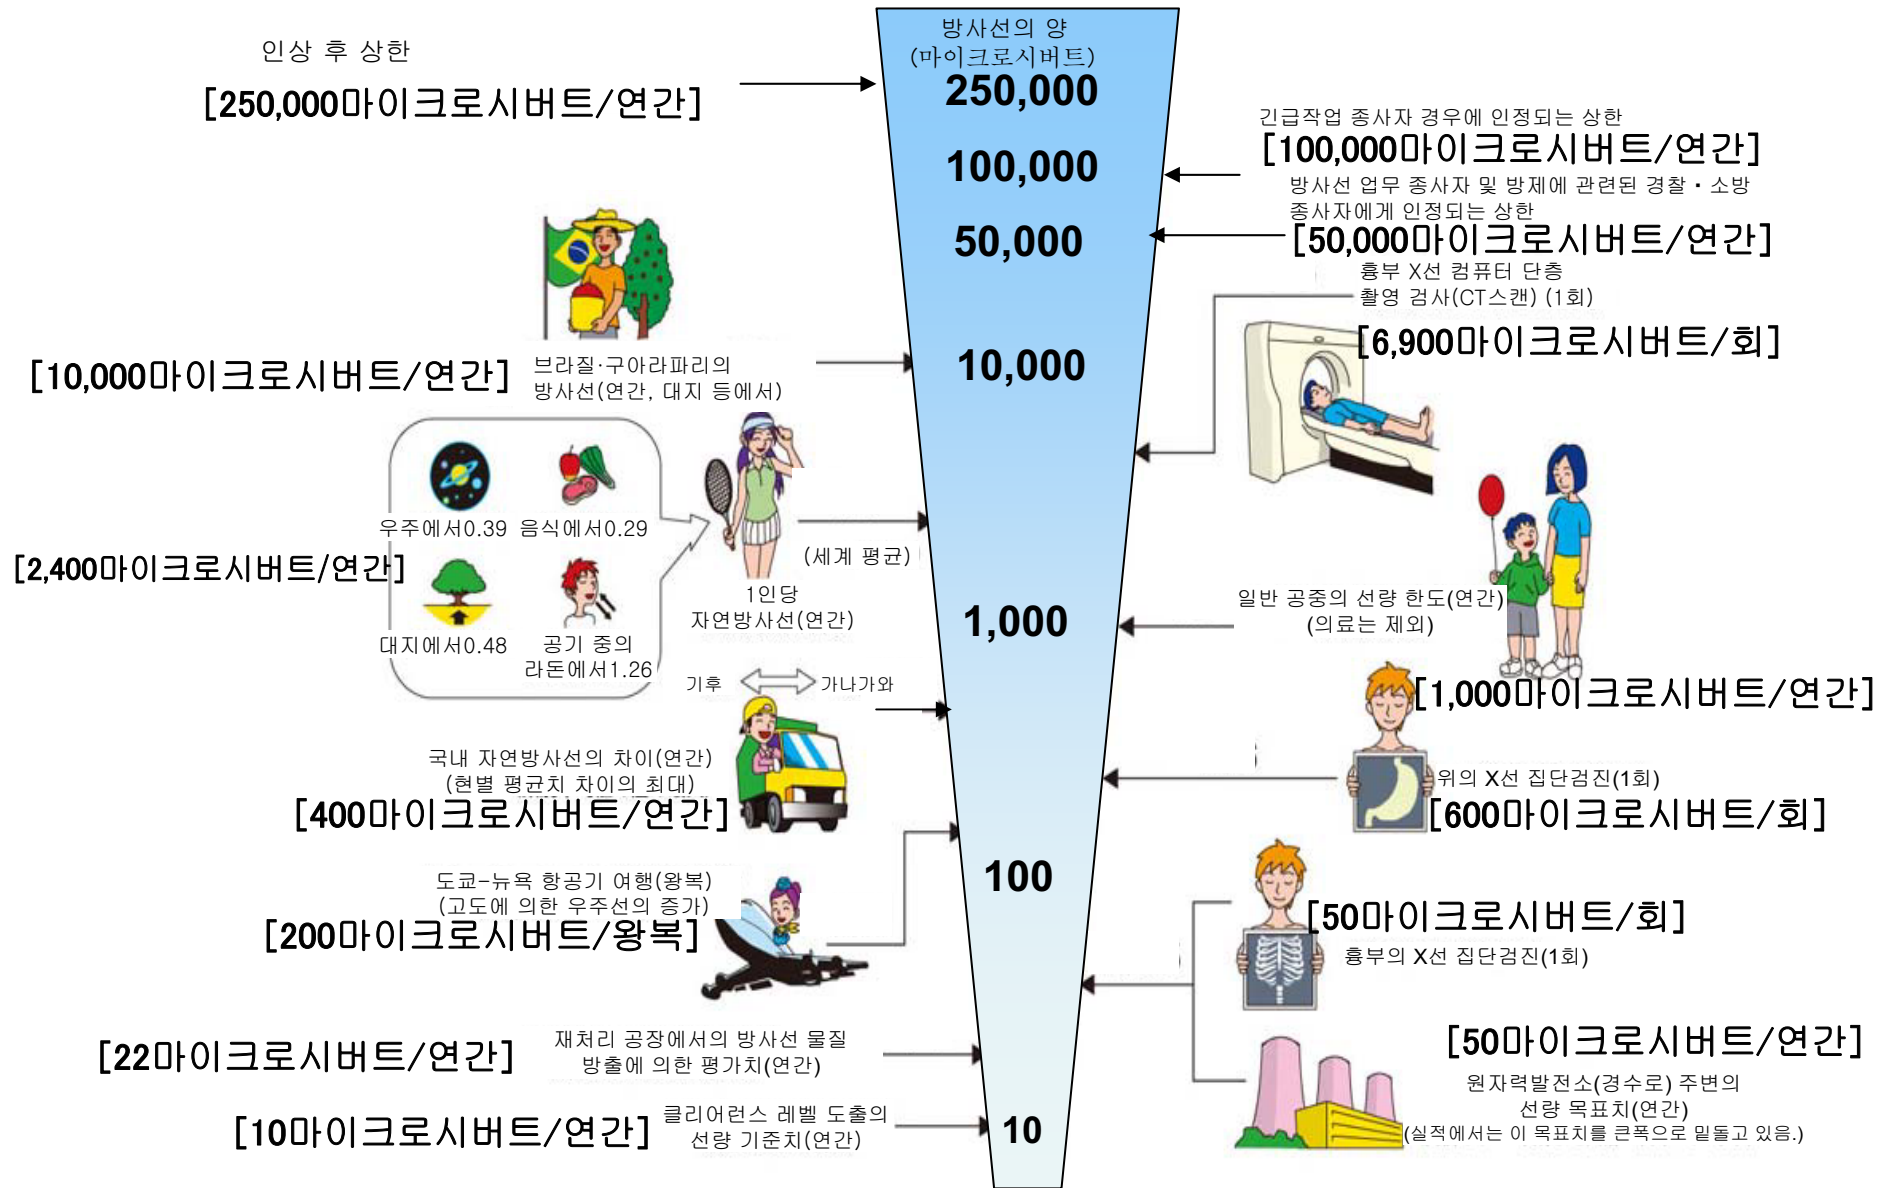 방사선의 양
(마이크로시버트)
250,000
100,000
50,000
10,000
1,000
100
10
인상 후 상한
[250,000마이크로시버트/연간]
브라질·구아라파리의
방사선(연간, 대지 등에서)
[10,000마이크로시버트/연간]
우주에서0.39
음식에서0.29
대지에서0.48
공기 중의
라돈에서1.26
[2,400마이크로시버트/연간]
(세계 평균)
1인당
자연방사선(연간)
기후
가나가와
국내 자연방사선의 차이(연간)
(현별 평균치 차이의 최대)
[400마이크로시버트/연간]
도쿄-뉴욕 항공기 여행(왕복)
(고도에 의한 우주선의 증가)
[200마이크로시버트/왕복]
[22마이크로시버트/연간]
재처리 공장에서의 방사선 물질
방출에 의한 평가치(연간)
[10마이크로시버트/연간]
클리어런스 레벨 도출의
선량 기준치(연간)
긴급작업 종사자 경우에 인정되는 상한
[100,000마이크로시버트/연간]
방사선 업무 종사자 및 방제에 관련된 경찰・소방
종사자에게 인정되는 상한
[50,000마이크로시버트/연간]
흉부 X선 컴퓨터 단층
촬영 검사(CT스캔) (1회)
[6,900마이크로시버트/회]
일반 공중의 선량 한도(연간)
(의료는 제외)
[1,000마이크로시버트/연간]
위의 X선 집단검진(1회)
[600마이크로시버트/회]
[50마이크로시버트/회]
흉부의 X선 집단검진(1회)
[50마이크로시버트/연간]
원자력발전소(경수로) 주변의
선량 목표치(연간)
(실적에서는 이 목표치를 큰폭으로 밑돌고 있음.)